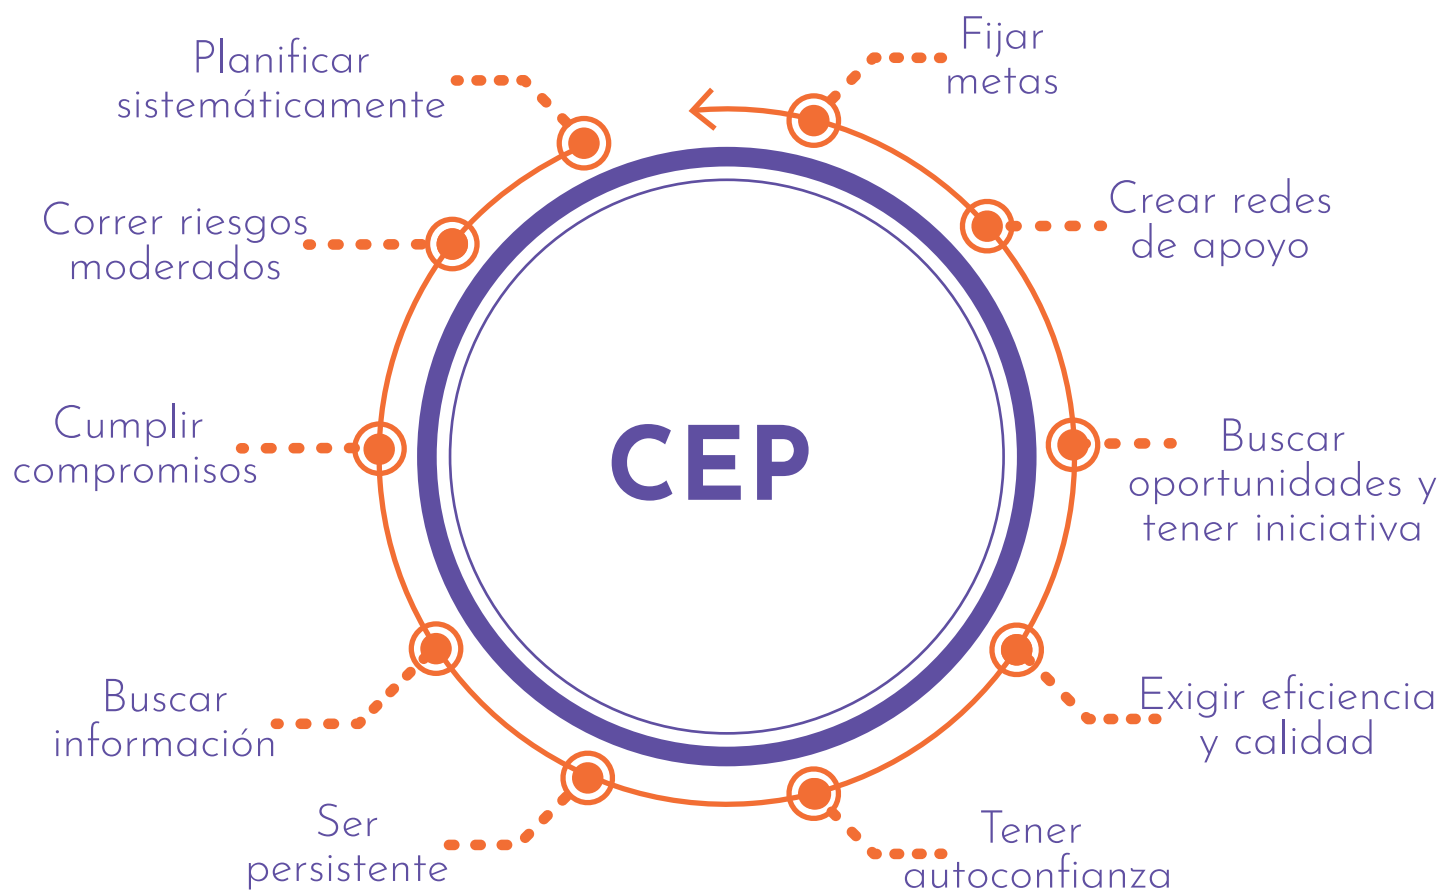 Planificar
sistemáticamente
Fijar
metas
Correr riesgos
moderados
Crear redes
de apoyo
Cumplir
compromisos
CEP
Buscar
oportunidades y
tener iniciativa
Buscar
información
Exigir eficiencia
y calidad
Ser
persistente
Tener
autoconfianza